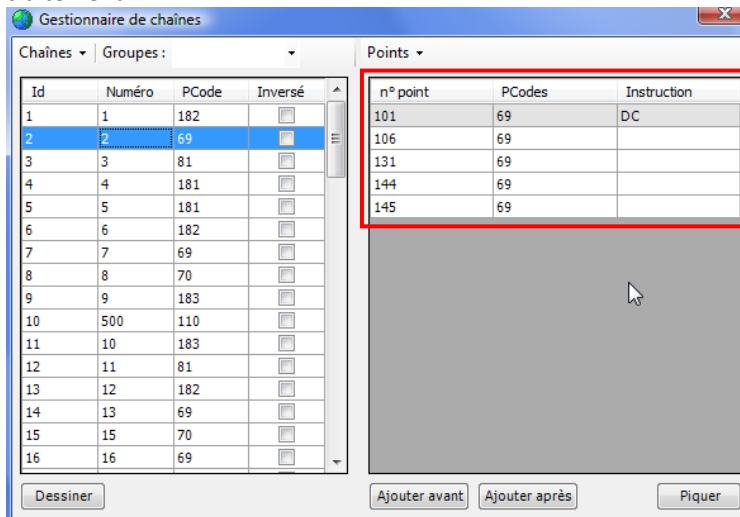 Gestionnaire de chaînes
Chaînes Groupes : Points
Id Numéro PCode Inversé
1 1 182
2 2 69
3 3 81
4 4 181
5 5 181
6 6 182
7 7 69
8 8 70
9 9 183
10 500 110
11 10 183
12 11 81
13 12 182
14 13 69
15 15 70
16 16 69
n° point PCodes Instruction
101 69 DC
106 69
131 69
144 69
145 69
Dessiner Ajouter avant Ajouter après Piquer